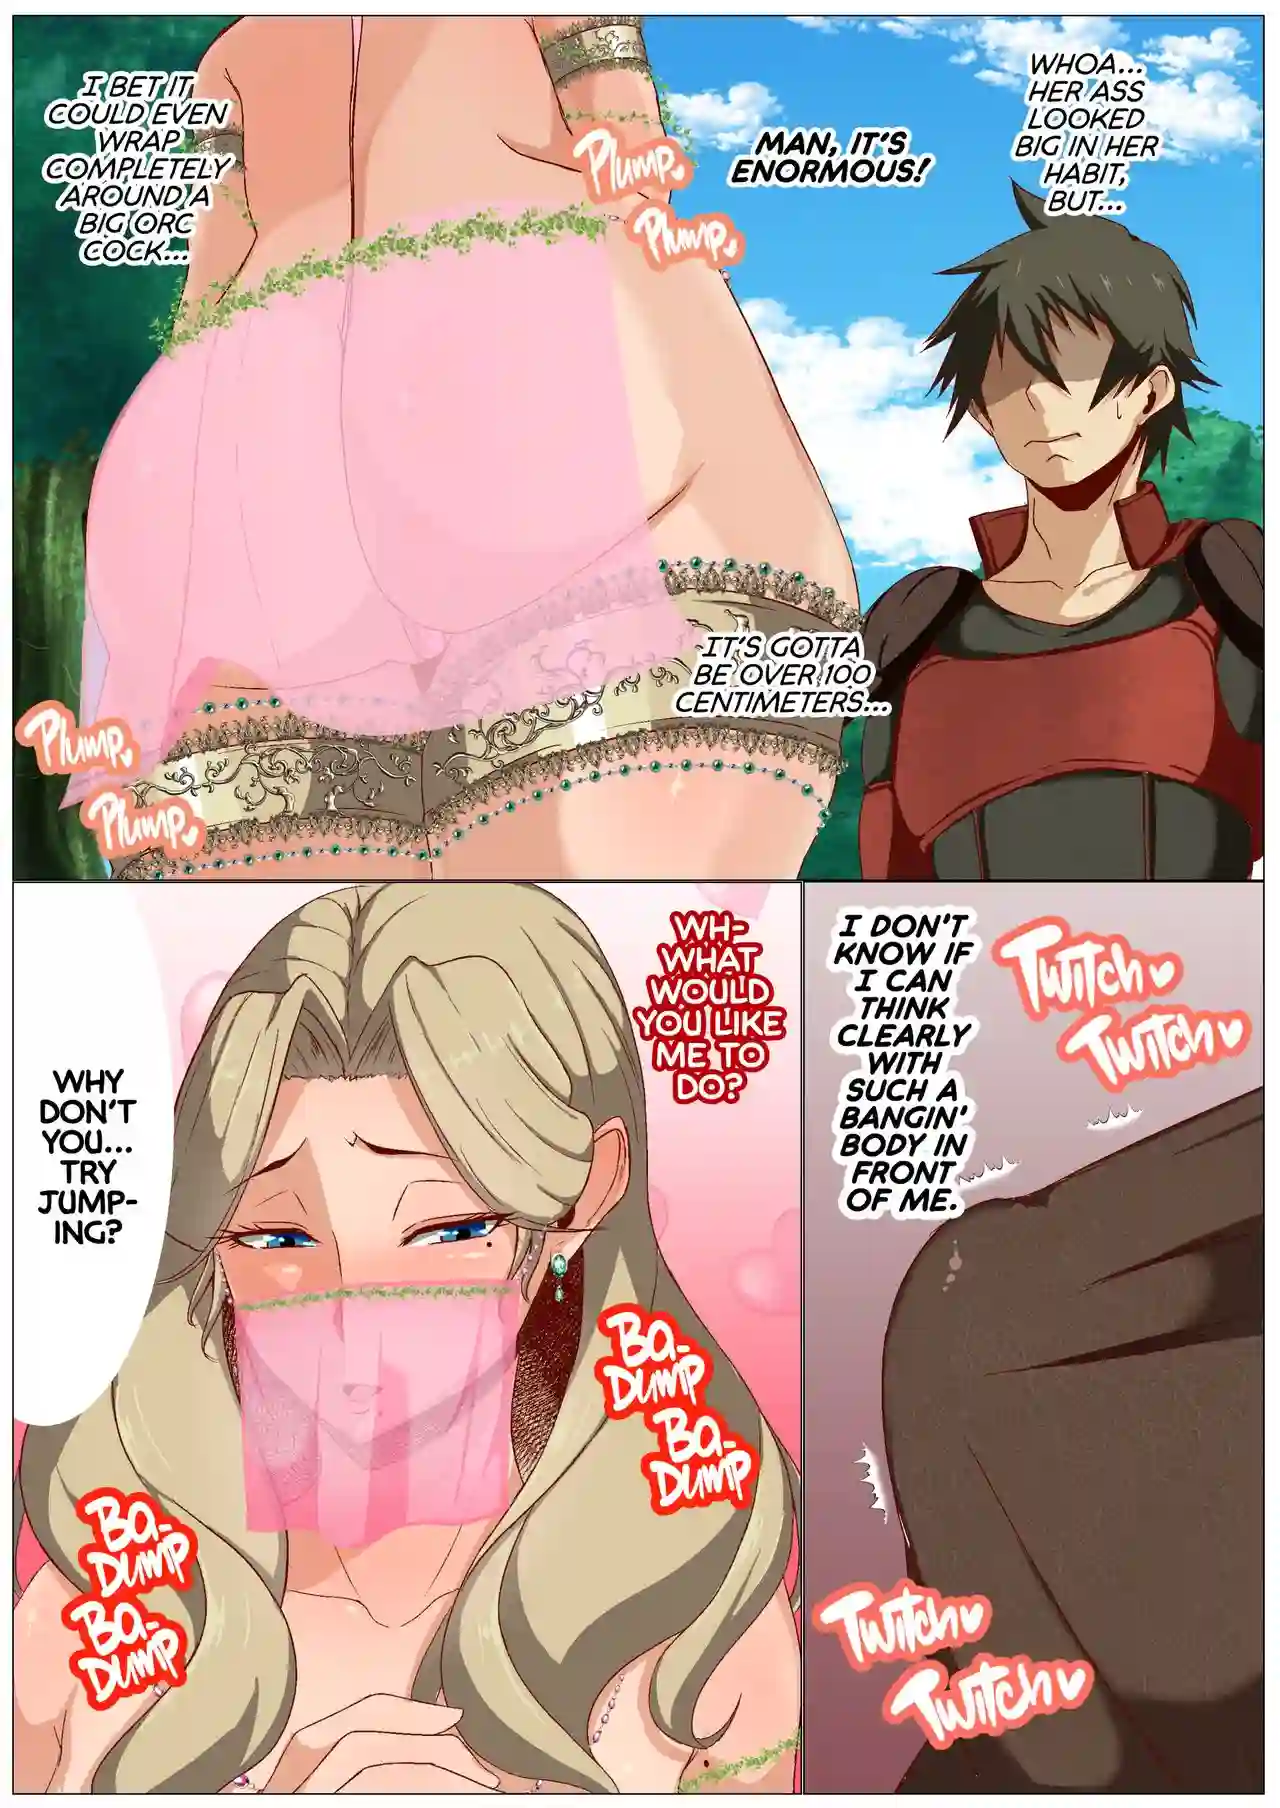 WHOA...
HER ASS
LOOKED
BIG IN HER
HABIT,
BUT...
MAN, IT'S
ENORMOUS!
Plump
Plump
I BET IT
COULD EVEN
WRAP
COMPLETELY
AROUND A
BIG ORC
COCK...
IT'S GOTTA
BE OVER 100
CENTIMETERS...
Plump
Plump
I DON'T
KNOW IF
I CAN
THINK
CLEARLY
WITH
SUCH A
BANGIN'
BODY IN
FRONT
OF ME.
Twitch
Twitch
Twitch
Twitch
WH-
WHAT
WOULD
YOU LIKE
ME TO
DO?
WHY
DON'T
YOU...
TRY
JUMP-
ING?
BA-
DUMP
BA-
DUMP
BA-
DUMP
BA-
DUMP